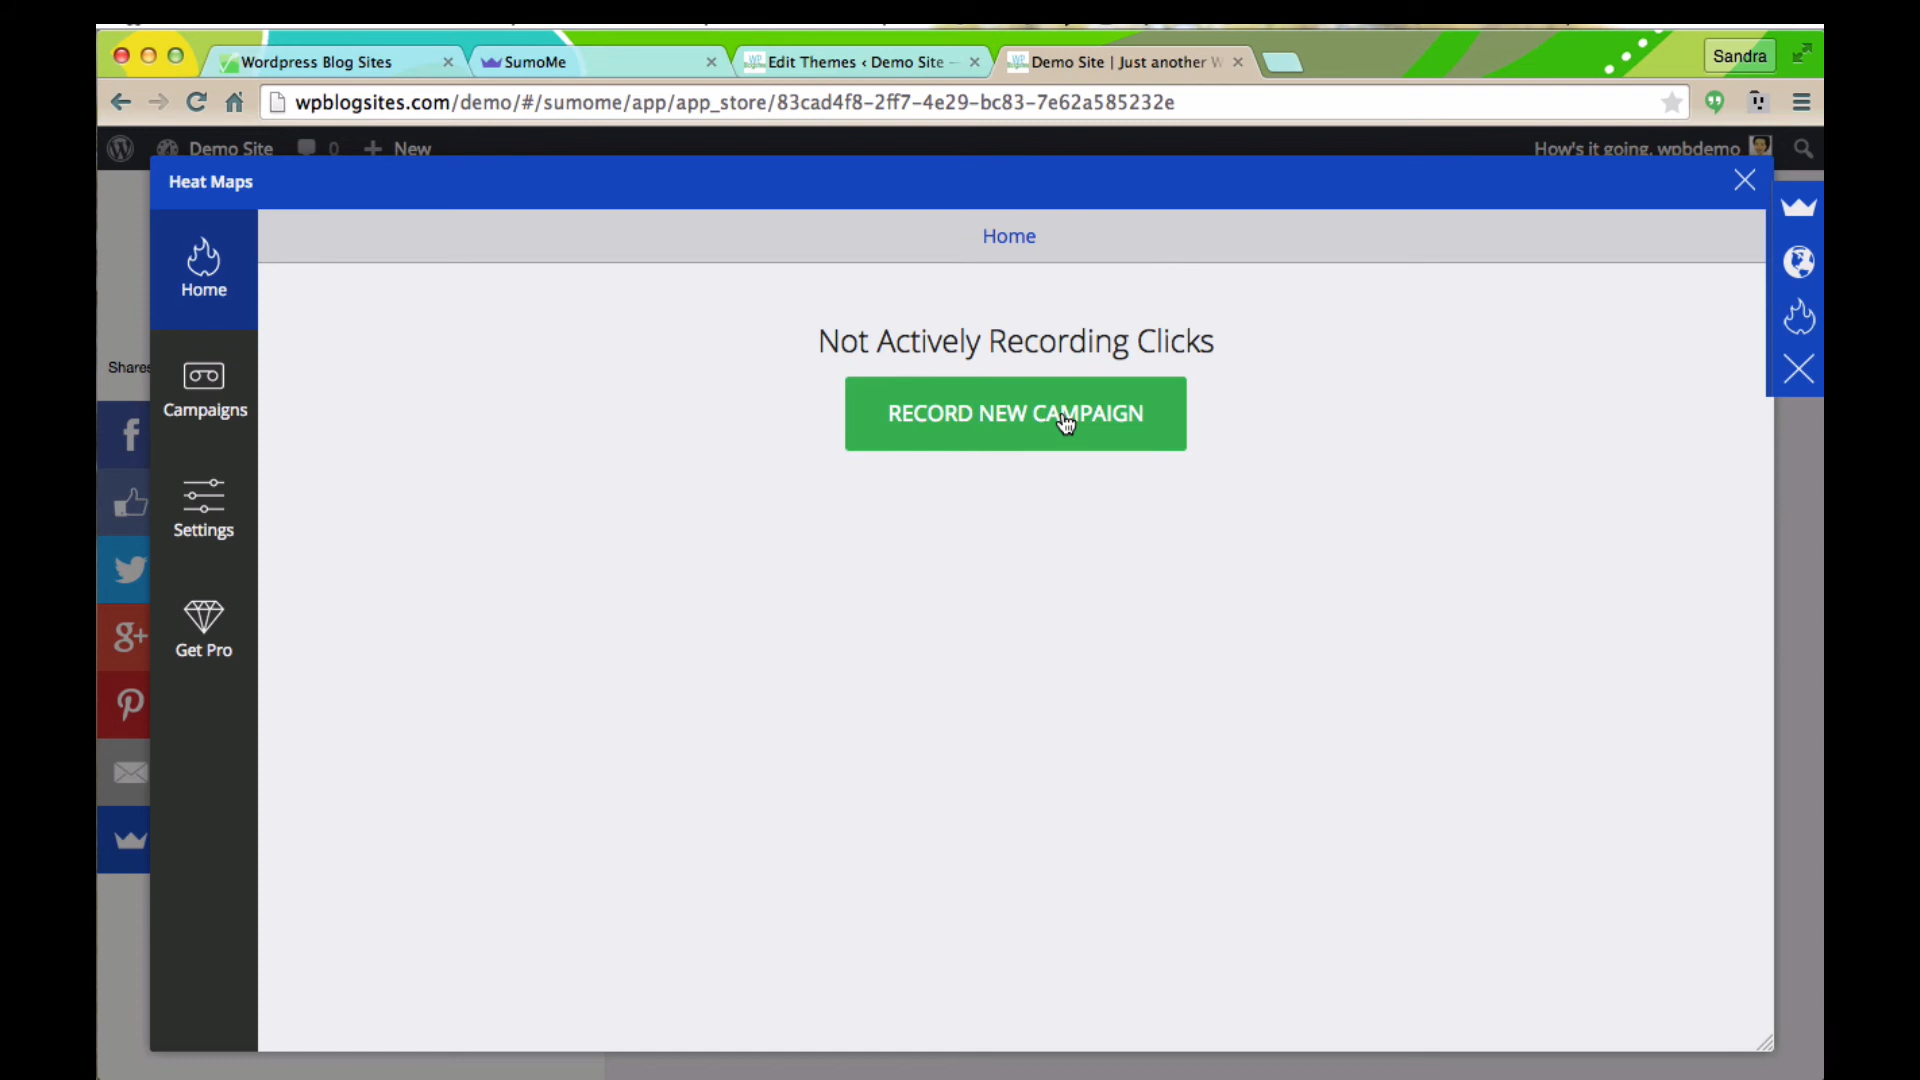 Wordpress Blog Sites
SumoMe
Edit Themes ‹ Demo Site —
Demo Site | Just another W
Sandra
wpblogsites.com/demo/#/sumome/app/app_store/83cad4f8-2ff7-4e29-bc83-7e62a585232e
Demo Site 0 + New
How's it going, wpbdemo
Heat Maps
Home
Home
Not Actively Recording Clicks
RECORD NEW CAMPAIGN
Shares
Campaigns
Settings
Get Pro